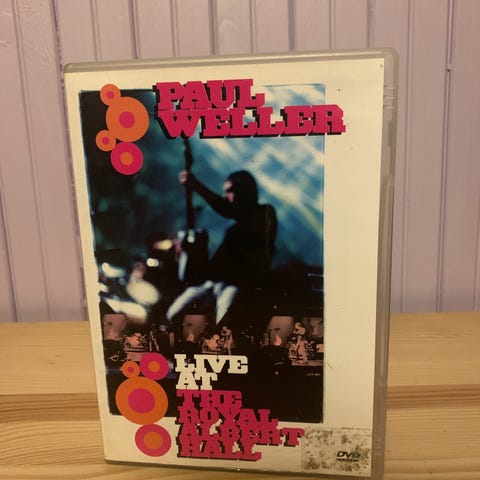 PAUL
WELLER
LIVE
AT
THE
ROYAL
ALBERT
HALL
DVD